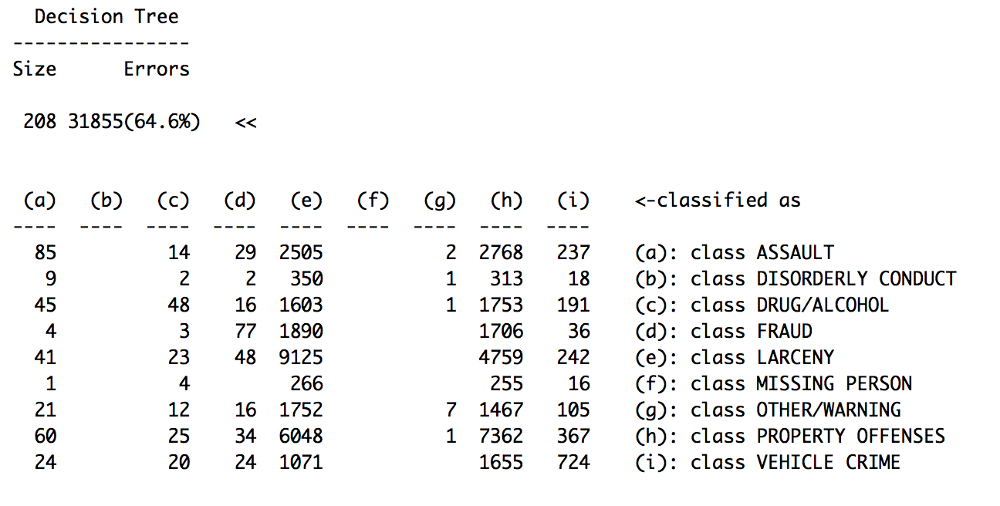 Decision Tree
----------------
Size      Errors
208 31855(64.6%)   <<
(a)   (b)   (c)   (d)   (e)   (f)   (g)   (h)   (i)    <-classified as
----  ----  ----  ----  ----  ----  ----  ----  ----
85          14    29  2505           2  2768   237    (a): class ASSAULT
9           2     2   350           1   313    18    (b): class DISORDERLY CONDUCT
45          48    16  1603           1  1753   191    (c): class DRUG/ALCOHOL
4           3    77  1890              1706    36    (d): class FRAUD
41          23    48  9125              4759   242    (e): class LARCENY
1           4         266               255    16    (f): class MISSING PERSON
21          12    16  1752           7  1467   105    (g): class OTHER/WARNING
60          25    34  6048           1  7362   367    (h): class PROPERTY OFFENSES
24          20    24  1071              1655   724    (i): class VEHICLE CRIME